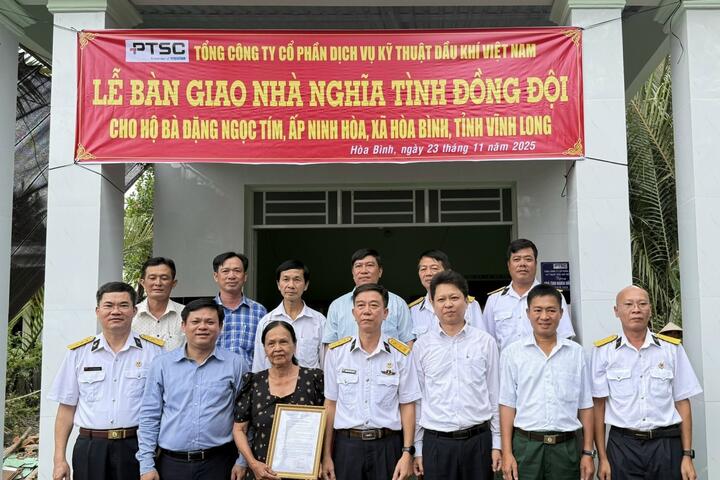 PTSC
TỔNG CÔNG TY CỔ PHẦN DỊCH VỤ KỸ THUẬT DẦU KHÍ VIỆT NAM
LỄ BÀN GIAO NHÀ NGHĨA TÌNH ĐỒNG ĐỘI
CHO HỘ BÀ ĐẶNG NGỌC TÍM, ẤP NINH HÒA, XÃ HÒA BÌNH, TỈNH VĨNH LONG
Hòa Bình, ngày 23 tháng 11 năm 2025
PTSC